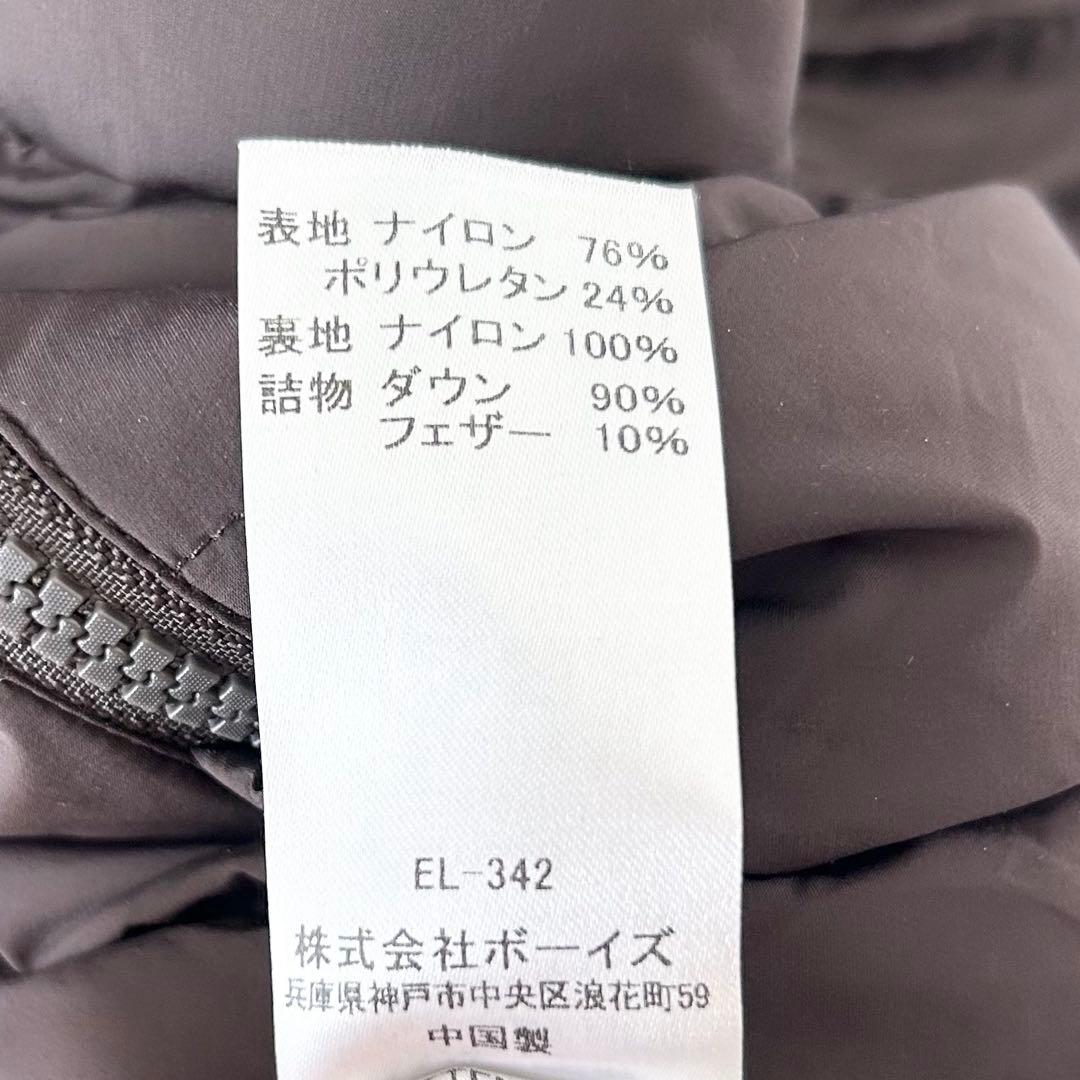 表地 ナイロン 76%
ポリウレタン 24%
裏地 ナイロン 100%
詰物 ダウン 90%
フェザー 10%
EL-342
株式会社ボーイズ
兵庫県神戸市中央区浪花町59
中国製